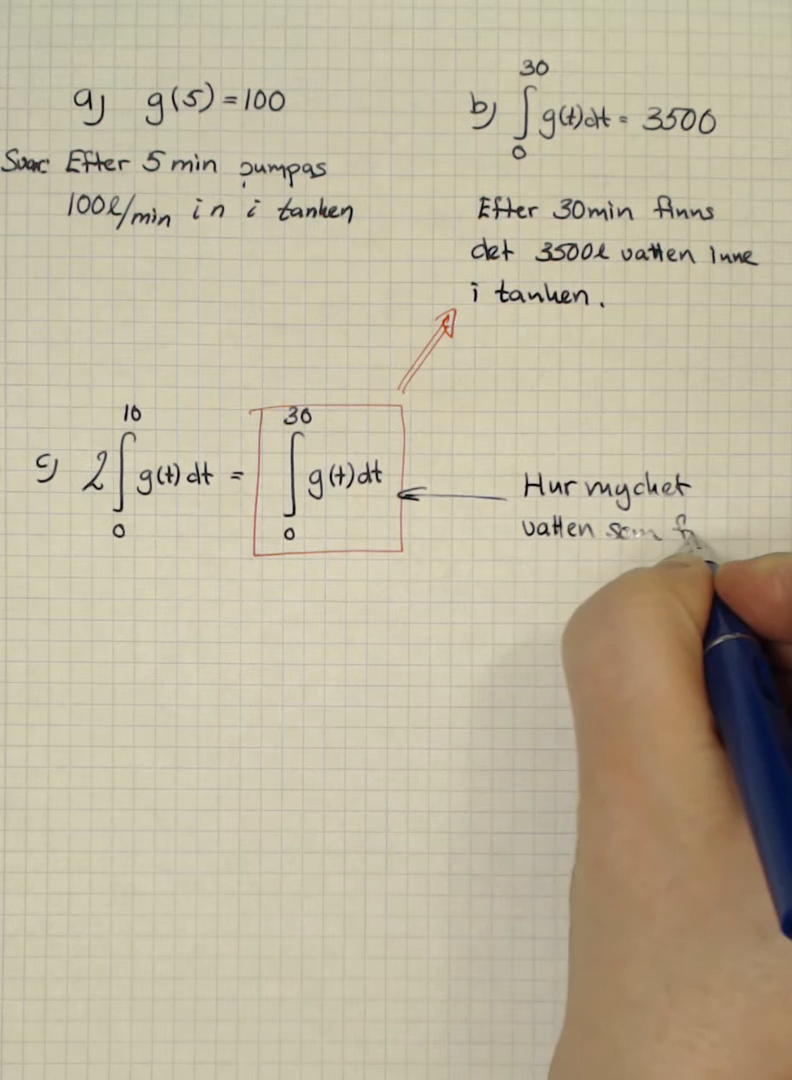 a) g(5) = 100
Svar: Efter 5 min pumpas
100l/min in i tanken
b) ∫₀³⁰ g(t)dt = 3500
Efter 30min finns
det 3500l vatten inne
i tanken.
c) 2∫₀¹⁰ g(t)dt = ∫₀³⁰ g(t)dt
Hur mycket
vatten som